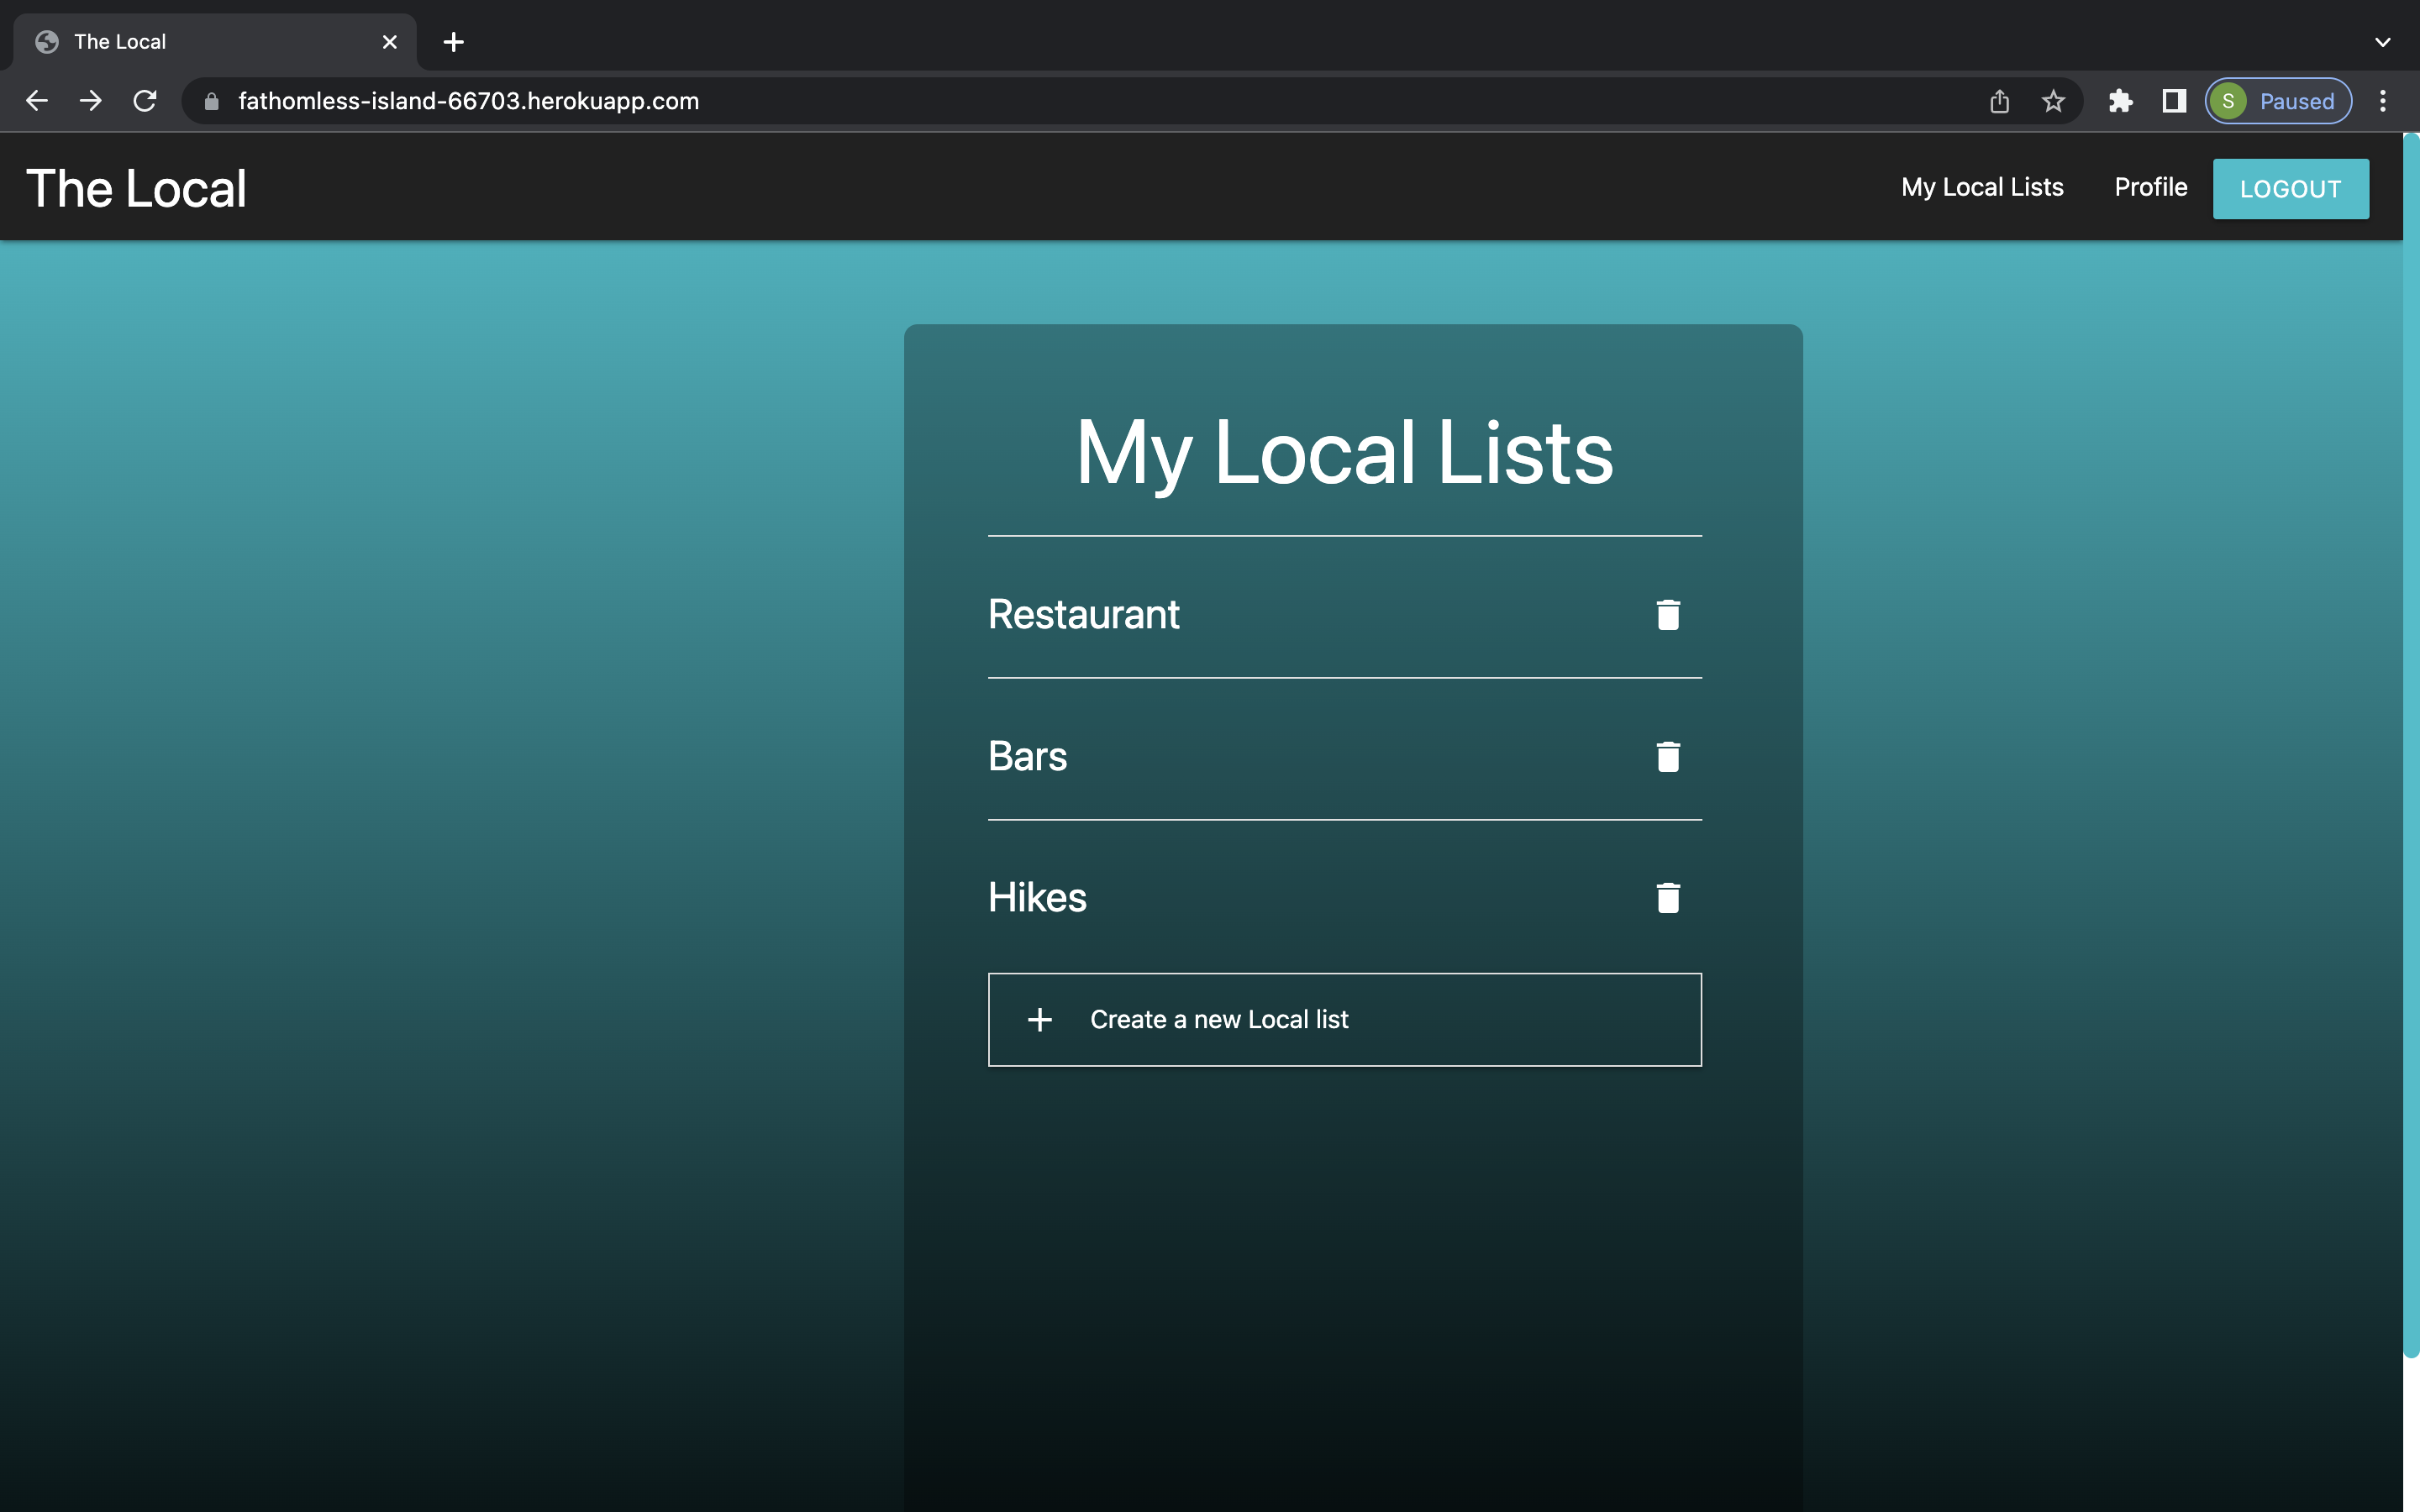 The Local
fathomless-island-66703.herokuapp.com
S Paused
The Local
My Local Lists Profile LOGOUT
My Local Lists
Restaurant
Bars
Hikes
Create a new Local list